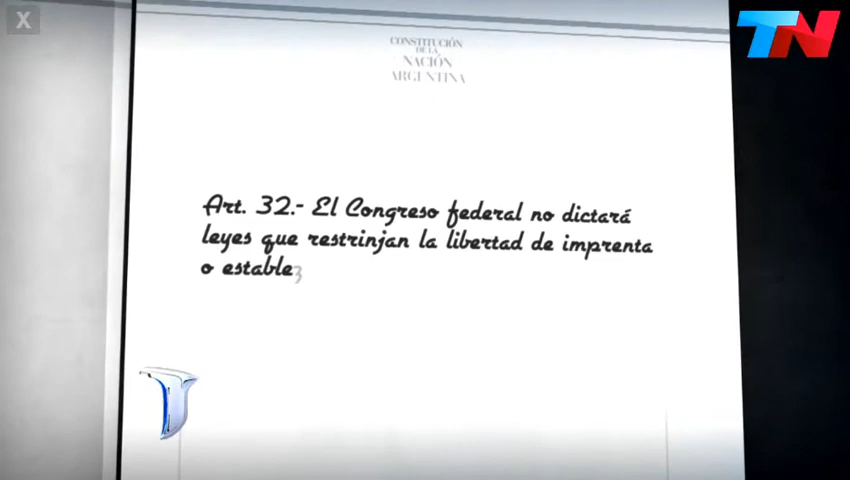 X
TN
CONSTITUCIÓN
DE LA
NACIÓN
ARGENTINA
Art. 32.- El Congreso federal no dictará
leyes que restrinjan la libertad de imprenta
o establez